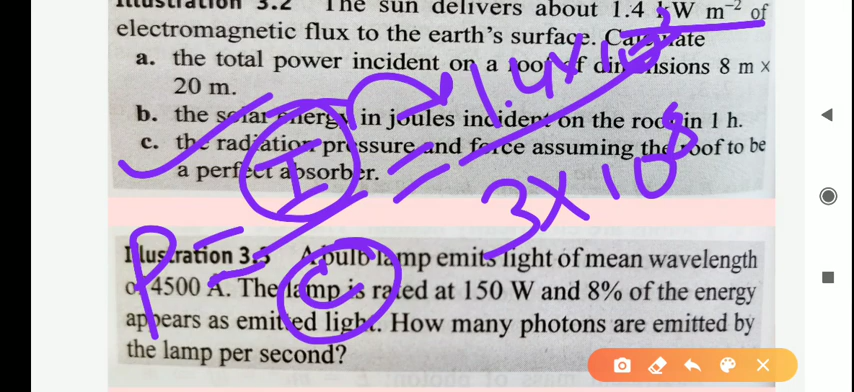 Illustration 3.2 The sun delivers about 1.4 kW m⁻² of
electromagnetic flux to the earth's surface. Calculate
a. the total power incident on a roof of dimensions 8 m ×
20 m.
b. the solar energy in joules incident on the roof in 1 h.
c. the radiation pressure and force assuming the roof to be
a perfect absorber.
P = I / C = 1.4 × 10³ / 3 × 10⁸
Illustration 3.3 A bulb lamp emits light of mean wavelength
of 4500 Å. The lamp is rated at 150 W and 8% of the energy
appears as emitted light. How many photons are emitted by
the lamp per second?